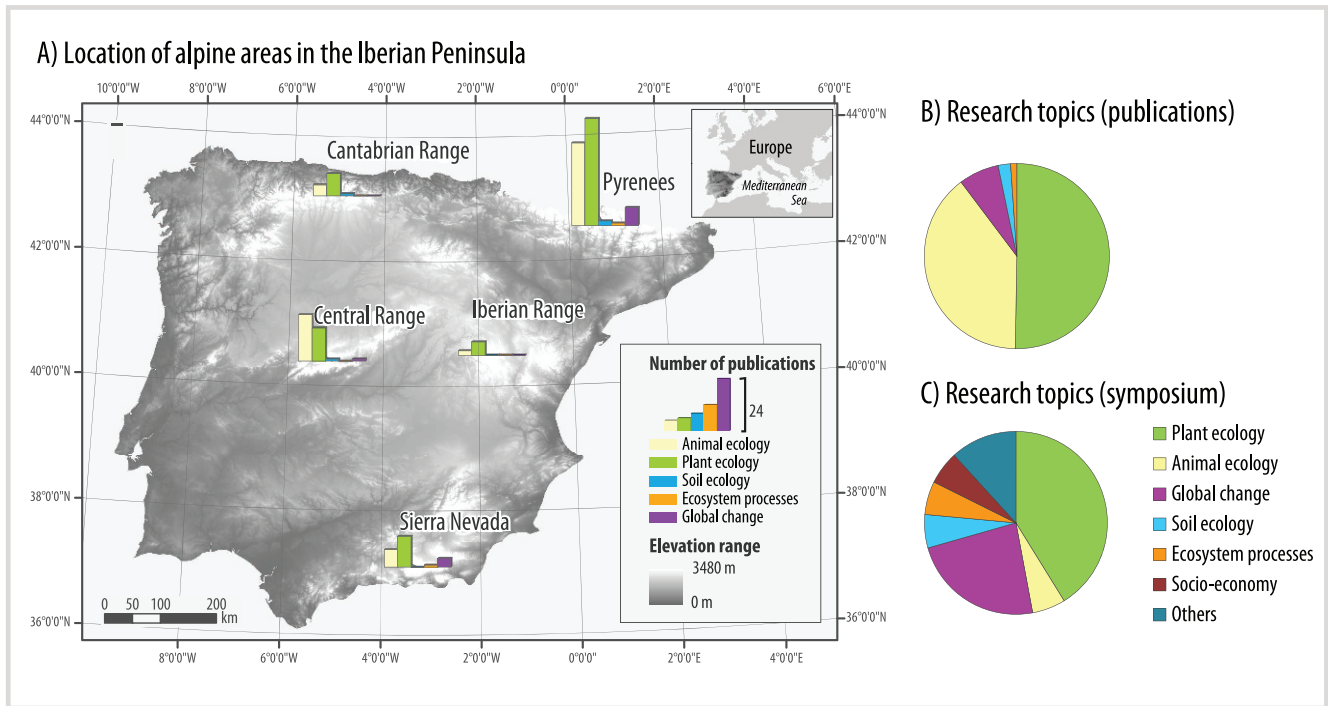 A) Location of alpine areas in the Iberian Peninsula
10°0'0"W 8°0'0"W 6°0'0"W 4°0'0"W 2°0'0"W 0°0'0" 2°0'0"E 4°0'0"E 6°0'0"E
44°0'0"N
44°0'0"N
Cantabrian Range
Pyrenees
Europe
Mediterranean
Sea
42°0'0"N
42°0'0"N
Central Range
Iberian Range
40°0'0"N
40°0'0"N
Number of publications
24
Animal ecology
Plant ecology
Soil ecology
Ecosystem processes
Global change
Elevation range
3480 m
0 m
38°0'0"N
38°0'0"N
Sierra Nevada
0 50 100 200
km
36°0'0"N
36°0'0"N
8°0'0"W 6°0'0"W 4°0'0"W 2°0'0"W 0°0'0" 2°0'0"E 4°0'0"E
B) Research topics (publications)
C) Research topics (symposium)
Plant ecology
Animal ecology
Global change
Soil ecology
Ecosystem processes
Socio-economy
Others